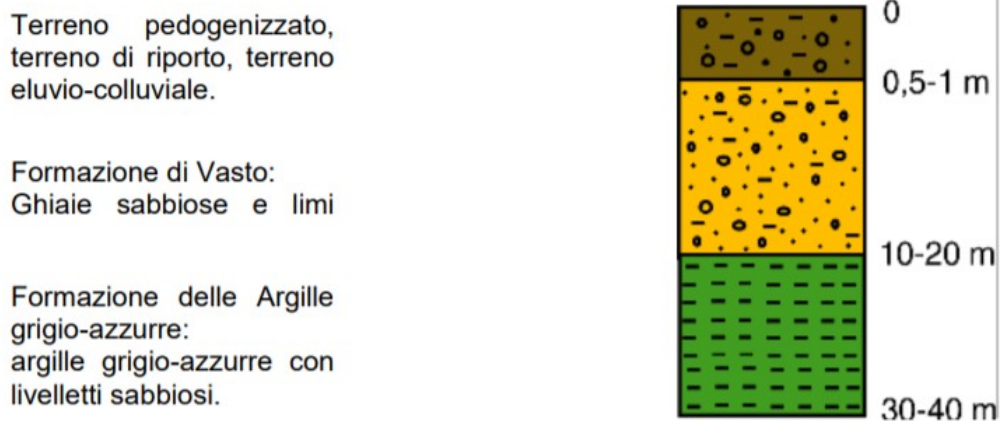 Terreno pedogenizzato,
terreno di riporto, terreno
eluvio-colluviale.
Formazione di Vasto:
Ghiaie sabbiose e limi
Formazione delle Argille
grigio-azzurre:
argille grigio-azzurre con
livelletti sabbiosi.
0
0,5-1 m
10-20 m
30-40 m